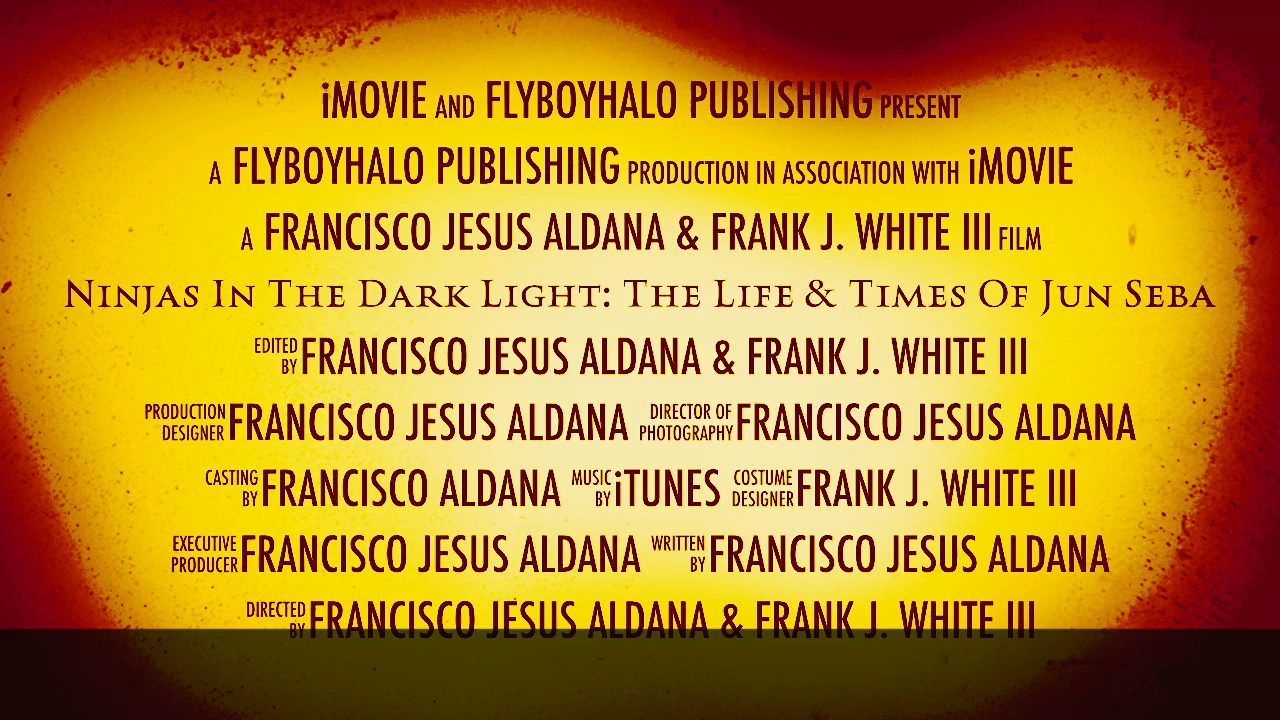 iMOVIE AND FLYBOYHALO PUBLISHING PRESENT
A FLYBOYHALO PUBLISHING PRODUCTION IN ASSOCIATION WITH iMOVIE
A FRANCISCO JESUS ALDANA & FRANK J. WHITE III FILM
NINJAS IN THE DARK LIGHT: THE LIFE & TIMES OF JUN SEBA
EDITED BY FRANCISCO JESUS ALDANA & FRANK J. WHITE III
PRODUCTION DESIGNER FRANCISCO JESUS ALDANA DIRECTOR OF PHOTOGRAPHY FRANCISCO JESUS ALDANA
CASTING BY FRANCISCO ALDANA MUSIC BY iTUNES COSTUME DESIGNER FRANK J. WHITE III
EXECUTIVE PRODUCER FRANCISCO JESUS ALDANA WRITTEN BY FRANCISCO JESUS ALDANA
DIRECTED BY FRANCISCO JESUS ALDANA & FRANK J. WHITE III